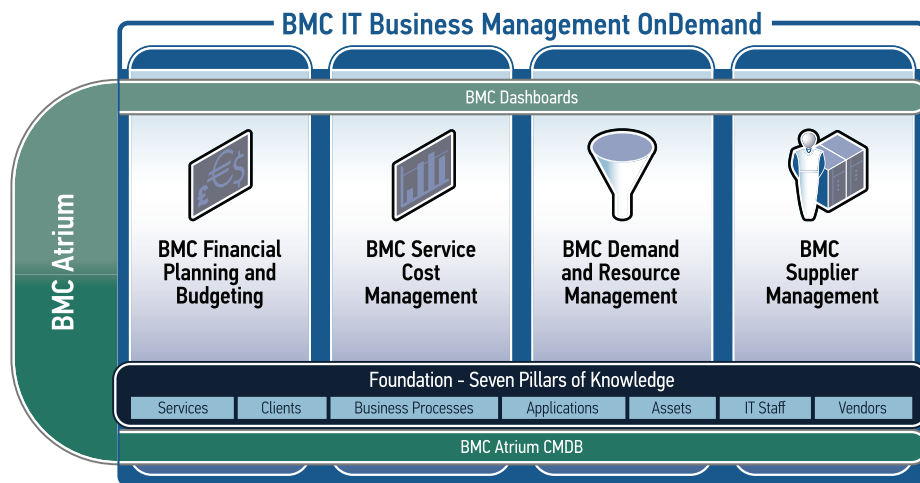 BMC IT Business Management OnDemand
BMC Dashboards
BMC Atrium
£€$
BMC Financial
Planning and
Budgeting
BMC Service
Cost
Management
BMC Demand
and Resource
Management
BMC
Supplier
Management
Foundation - Seven Pillars of Knowledge
Services
Clients
Business Processes
Applications
Assets
IT Staff
Vendors
BMC Atrium CMDB